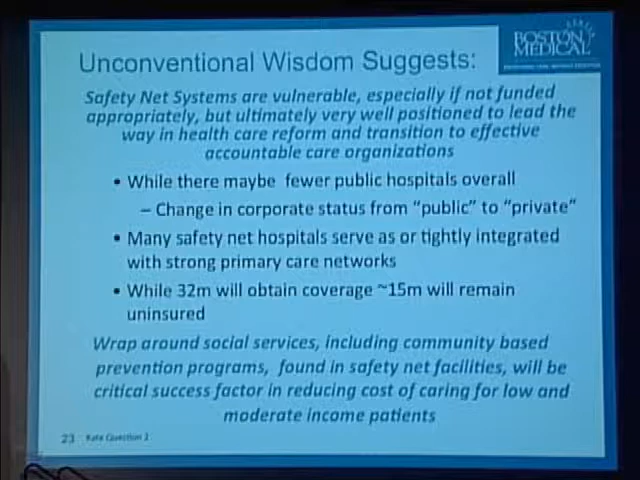 BOSTON
MEDICAL
Unconventional Wisdom Suggests:
Safety Net Systems are vulnerable, especially if not funded
appropriately, but ultimately very well positioned to lead the
way in health care reform and transition to effective
accountable care organizations
• While there maybe fewer public hospitals overall
– Change in corporate status from "public" to "private"
• Many safety net hospitals serve as or tightly integrated
with strong primary care networks
• While 32m will obtain coverage ~15m will remain
uninsured
Wrap around social services, including community based
prevention programs, found in safety net facilities, will be
critical success factor in reducing cost of caring for low and
moderate income patients
23 Kate Question 2